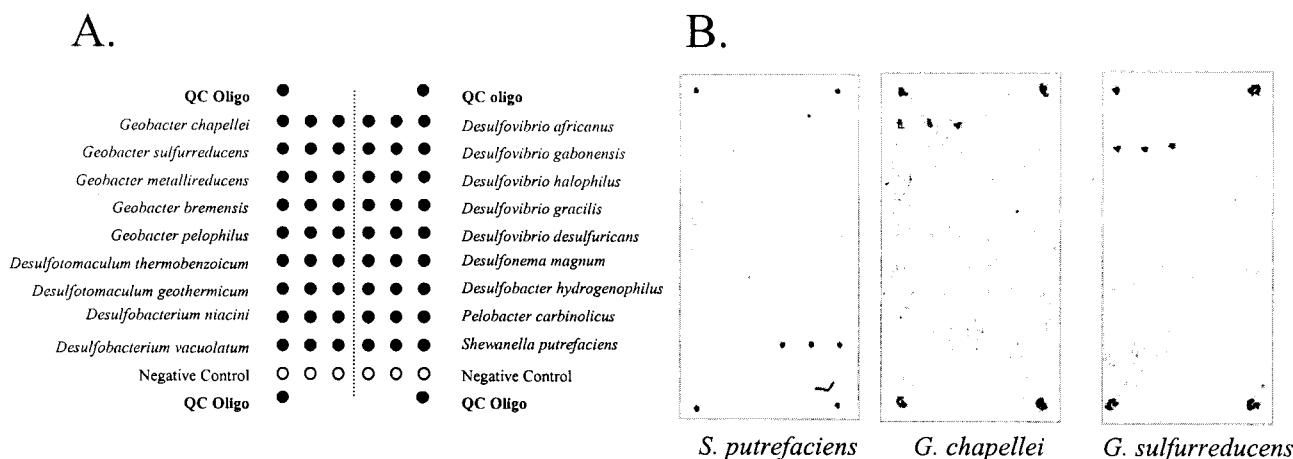 A.
B.
QC Oligo QC oligo
Geobacter chapellei Desulfovibrio africanus
Geobacter sulfurreducens Desulfovibrio gabonensis
Geobacter metallireducens Desulfovibrio halophilus
Geobacter bremensis Desulfovibrio gracilis
Geobacter pelophilus Desulfovibrio desulfuricans
Desulfotomaculum thermobenzoicum Desulfonema magnum
Desulfotomaculum geothermicum Desulfobacter hydrogenophilus
Desulfobacterium niacini Pelobacter carbinolicus
Desulfobacterium vacuolatum Shewanella putrefaciens
Negative Control Negative Control
QC Oligo QC Oligo
S. putrefaciens G. chapellei G. sulfurreducens